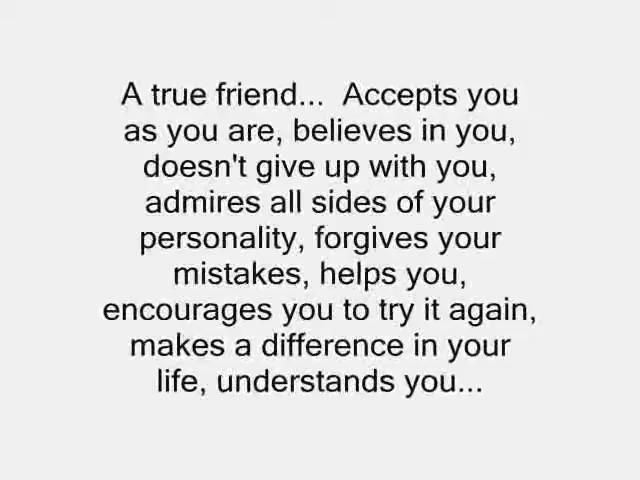 A true friend...  Accepts you
as you are, believes in you,
doesn't give up with you,
admires all sides of your
personality, forgives your
mistakes, helps you,
encourages you to try it again,
makes a difference in your
life, understands you...